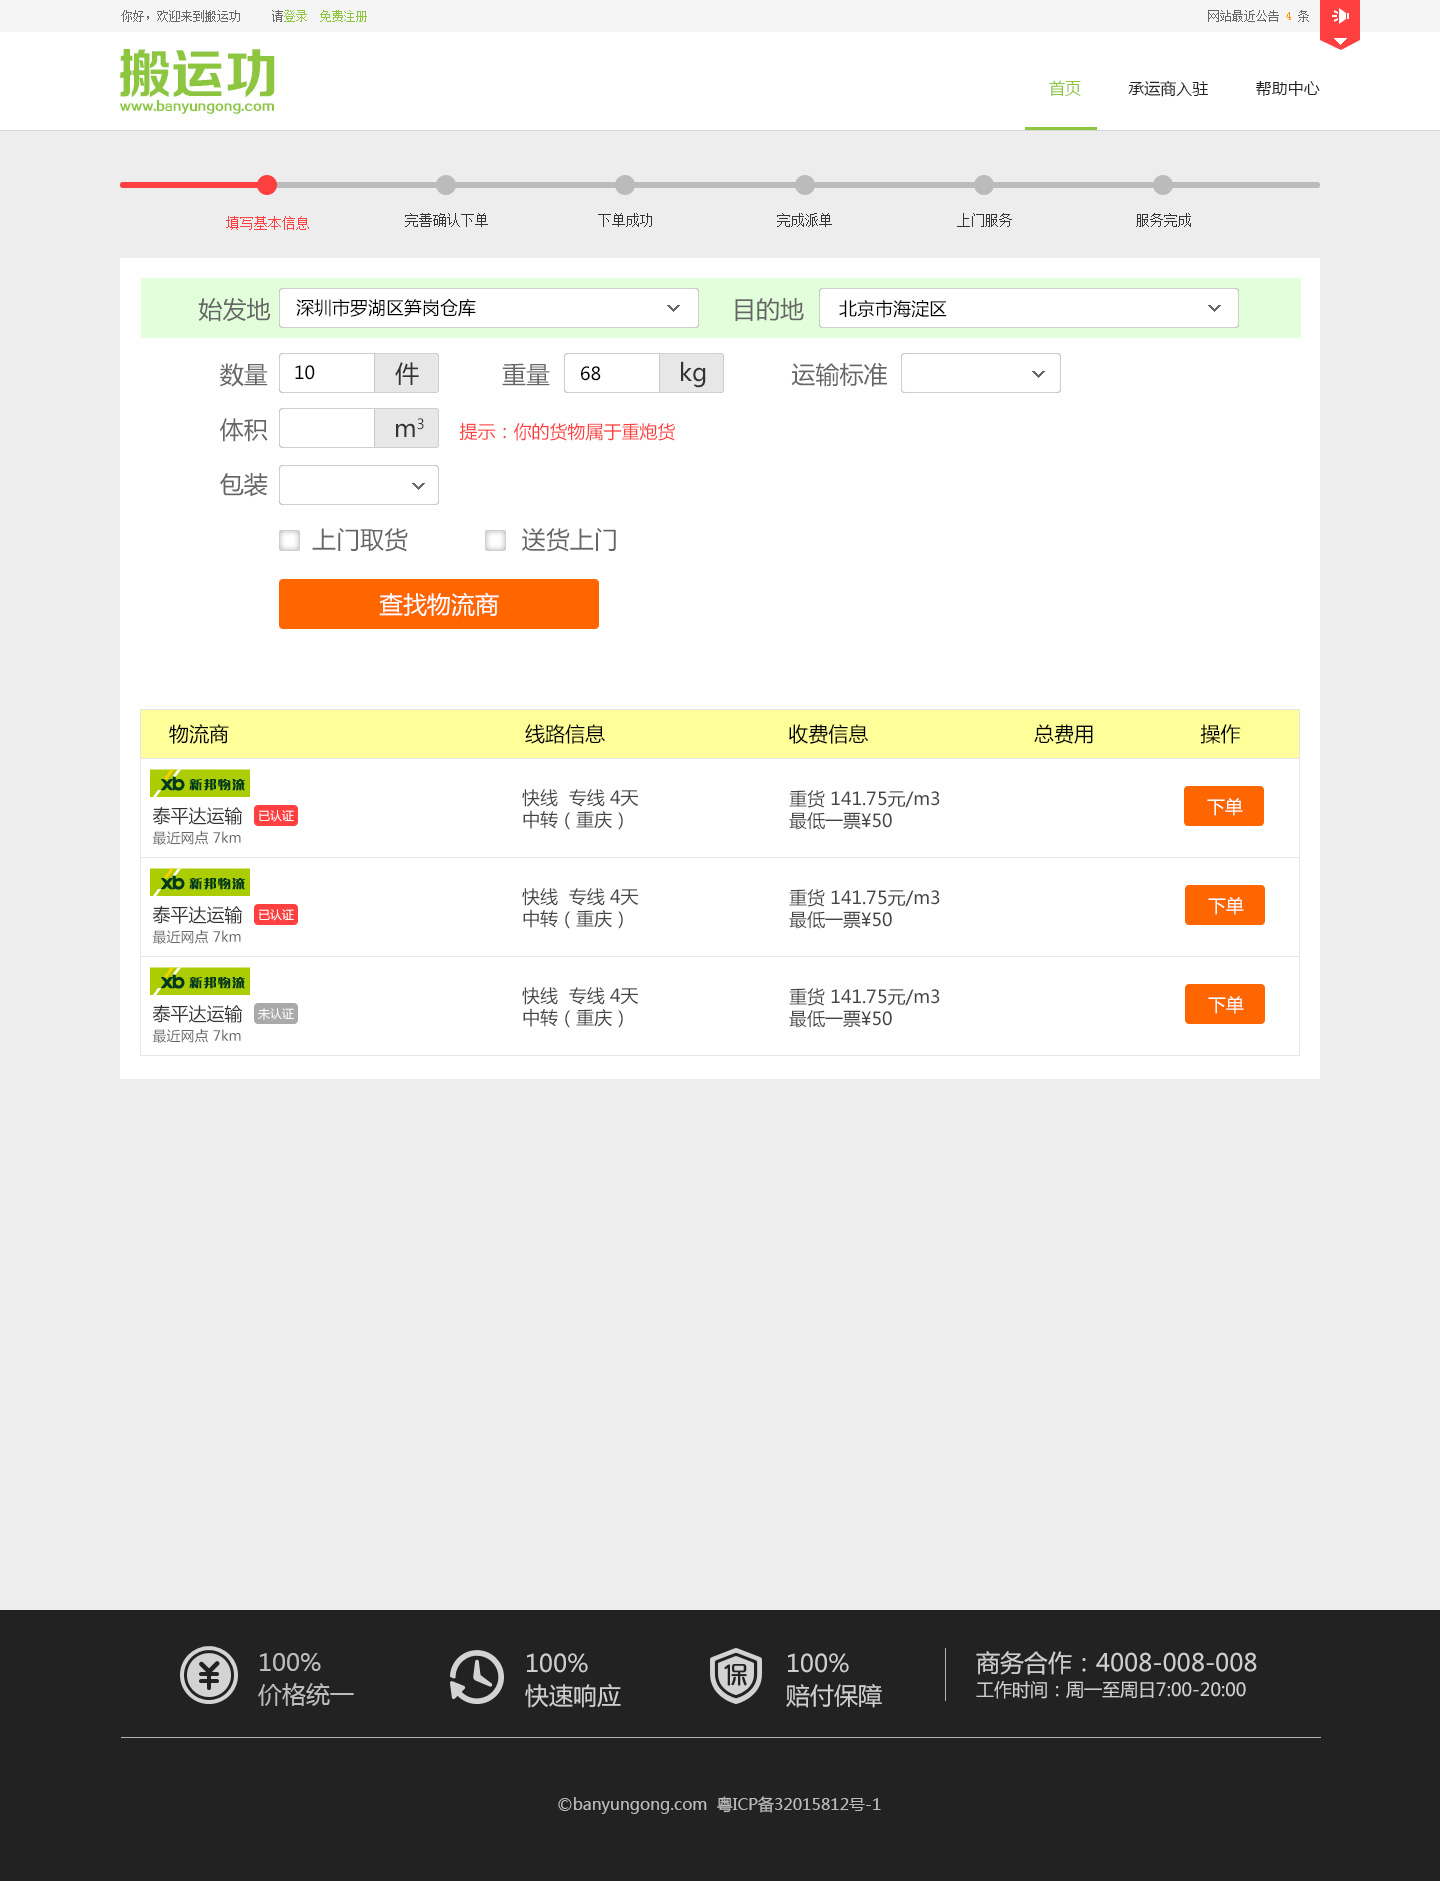 你好，欢迎来到搬运功 请登录 免费注册 网站最近公告 4 条
搬运功
www.banyungong.com
首页 承运商入驻 帮助中心
填写基本信息 完善确认下单 下单成功 完成派单 上门服务 服务完成
始发地 深圳市罗湖区笋岗仓库 目的地 北京市海淀区
数量 10 件 重量 68 kg 运输标准
体积 m³ 提示：你的货物属于重炮货
包装
上门取货 送货上门
查找物流商
物流商 线路信息 收费信息 总费用 操作
xb 新邦物流
泰平达运输 已认证
最近网点 7km
快线 专线 4天
中转（重庆）
重货 141.75元/m3
最低一票¥50
下单
xb 新邦物流
泰平达运输 已认证
最近网点 7km
快线 专线 4天
中转（重庆）
重货 141.75元/m3
最低一票¥50
下单
xb 新邦物流
泰平达运输 未认证
最近网点 7km
快线 专线 4天
中转（重庆）
重货 141.75元/m3
最低一票¥50
下单
¥
100%
价格统一
100%
快速响应
保
100%
赔付保障
商务合作：4008-008-008
工作时间：周一至周日7:00-20:00
©banyungong.com 粤ICP备32015812号-1